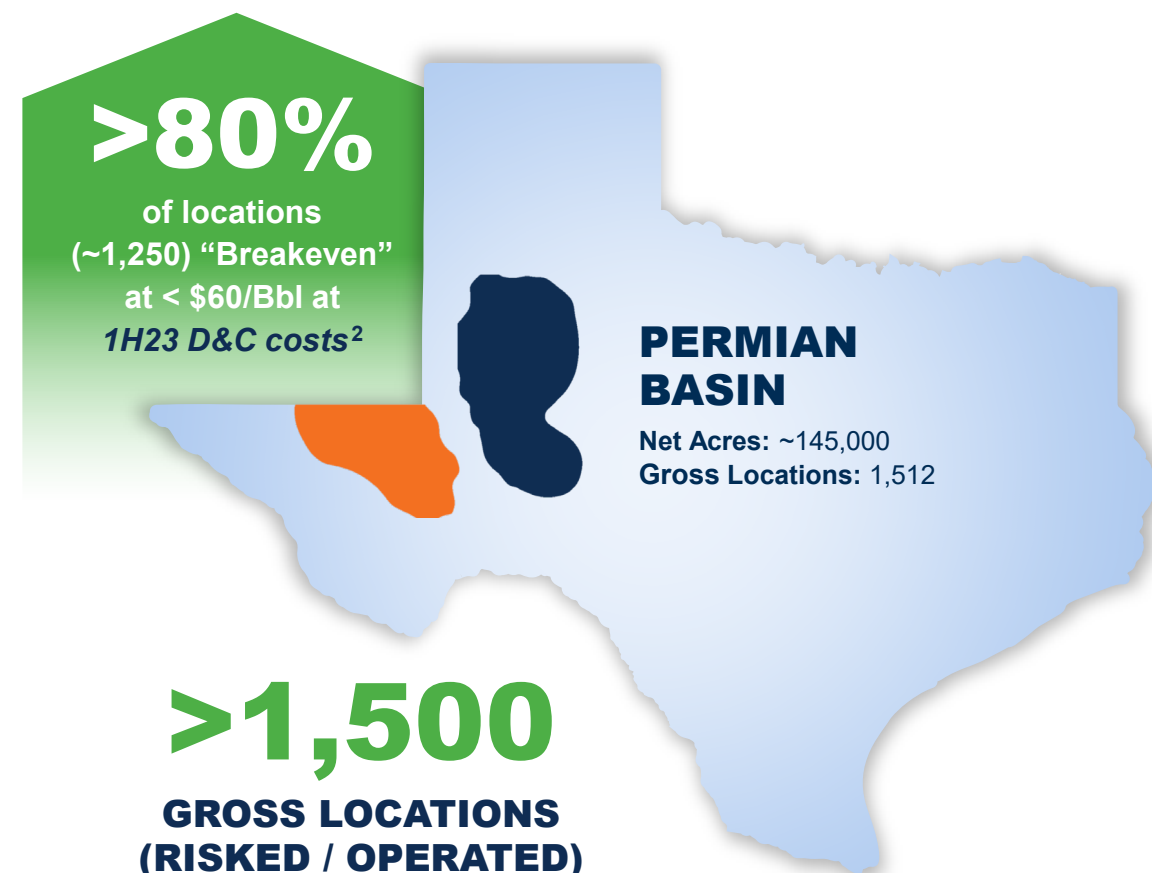 >80%
of locations
(~1,250) “Breakeven”
at < $60/Bbl at
1H23 D&C costs²
PERMIAN
BASIN
Net Acres: ~145,000
Gross Locations: 1,512
>1,500
GROSS LOCATIONS
(RISKED / OPERATED)